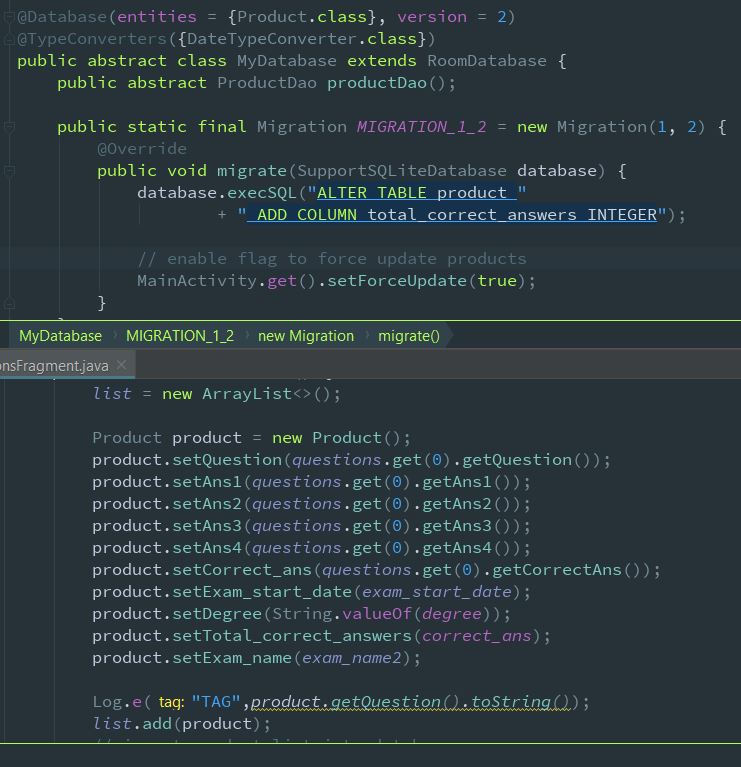 @Database(entities = {Product.class}, version = 2)
@TypeConverters({DateTypeConverter.class})
public abstract class MyDatabase extends RoomDatabase {
    public abstract ProductDao productDao();

    public static final Migration MIGRATION_1_2 = new Migration(1, 2) {
        @Override
        public void migrate(SupportSQLiteDatabase database) {
            database.execSQL("ALTER TABLE product "
                    + " ADD COLUMN total_correct_answers INTEGER");

            // enable flag to force update products
            MainActivity.get().setForceUpdate(true);
        }
MyDatabase
MIGRATION_1_2
new Migration
migrate()
onsFragment.java
list = new ArrayList<>();

Product product = new Product();
product.setQuestion(questions.get(0).getQuestion());
product.setAns1(questions.get(0).getAns1());
product.setAns2(questions.get(0).getAns2());
product.setAns3(questions.get(0).getAns3());
product.setAns4(questions.get(0).getAns4());
product.setCorrect_ans(questions.get(0).getCorrectAns());
product.setExam_start_date(exam_start_date);
product.setDegree(String.valueOf(degree));
product.setTotal_correct_answers(correct_ans);
product.setExam_name(exam_name2);

Log.e( tag: "TAG",product.getQuestion().toString());
list.add(product);